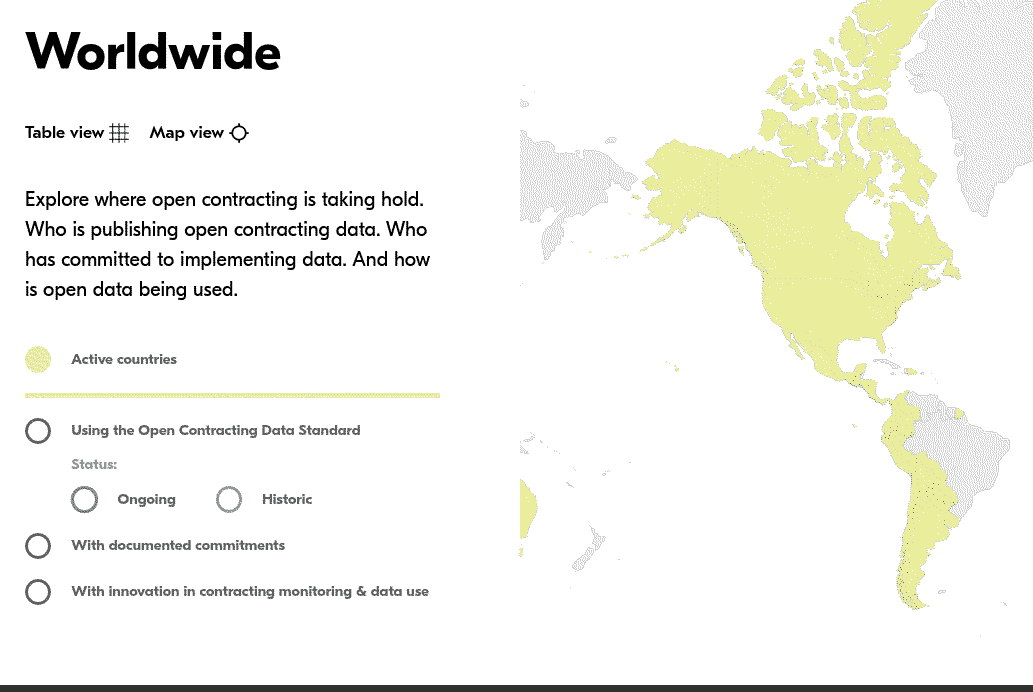 Worldwide
Table view Map view
Explore where open contracting is taking hold.
Who is publishing open contracting data. Who
has committed to implementing data. And how
is open data being used.
Active countries
Using the Open Contracting Data Standard
Status:
Ongoing Historic
With documented commitments
With innovation in contracting monitoring & data use